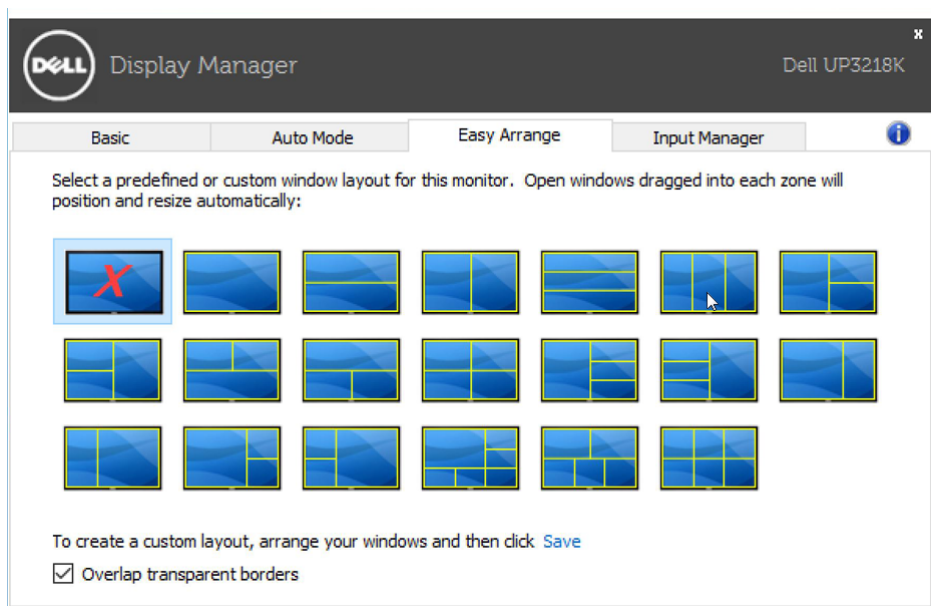 DELL
Display Manager
x
Dell UP3218K
Basic
Auto Mode
Easy Arrange
Input Manager
i
Select a predefined or custom window layout for this monitor. Open windows dragged into each zone will
position and resize automatically:
X
To create a custom layout, arrange your windows and then click Save
Overlap transparent borders